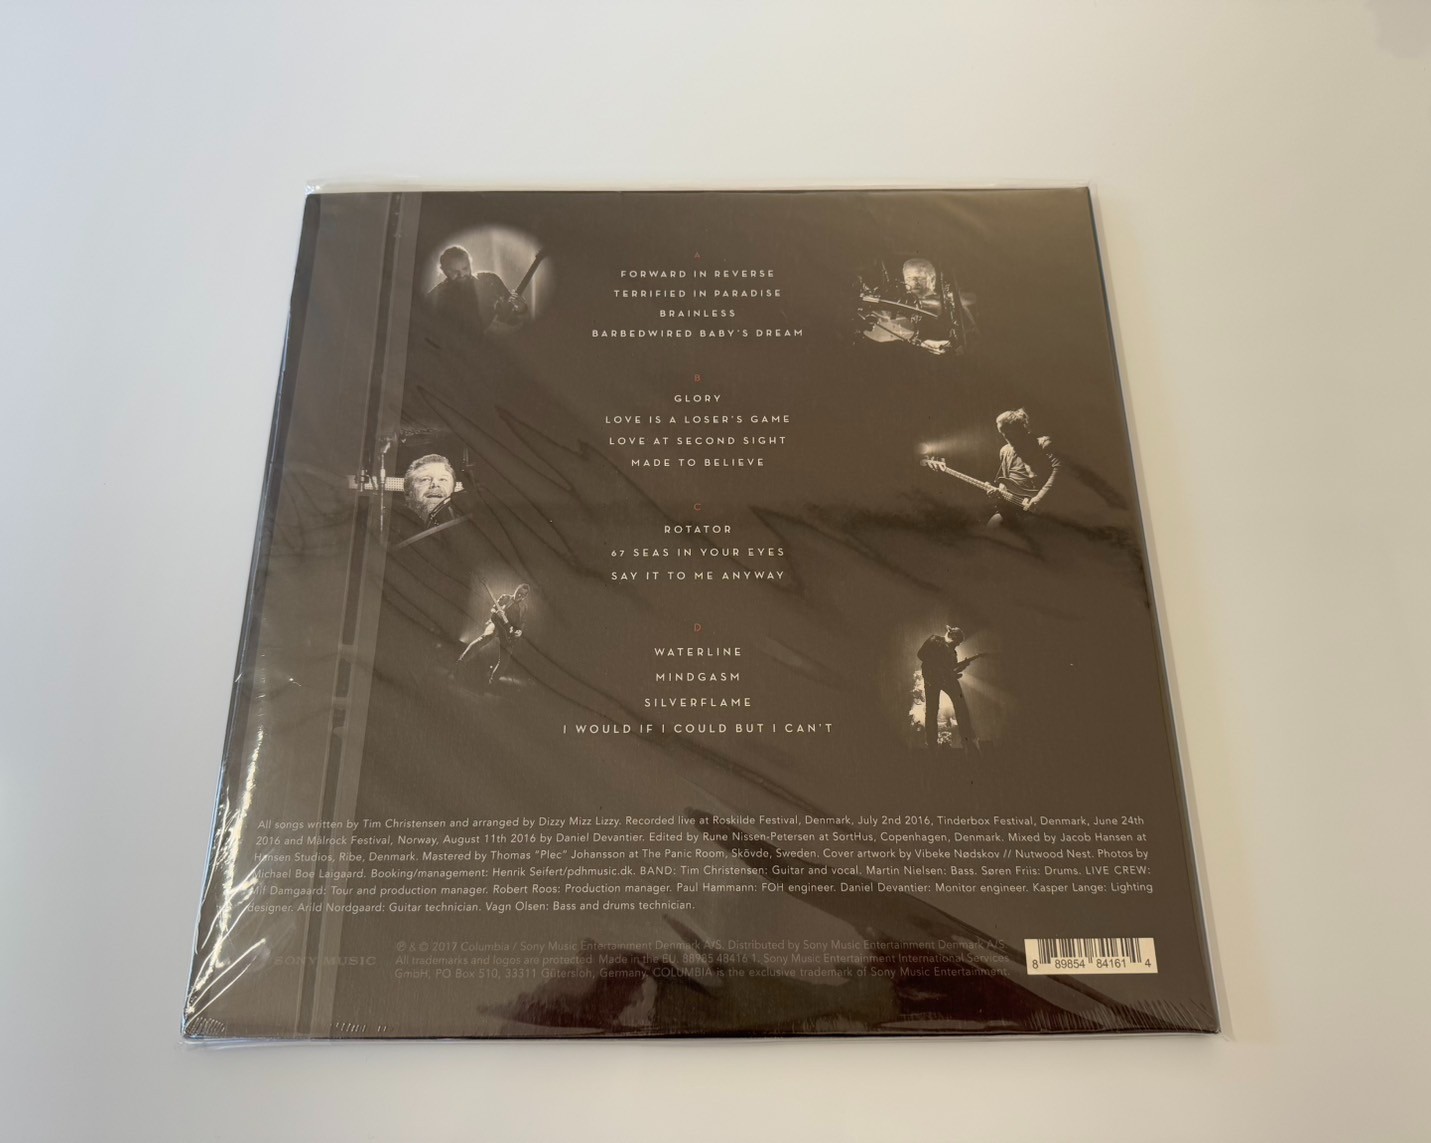 A
FORWARD IN REVERSE
TERRIFIED IN PARADISE
BRAINLESS
BARBEDWIRED BABY'S DREAM
B
GLORY
LOVE IS A LOSER'S GAME
LOVE AT SECOND SIGHT
MADE TO BELIEVE
C
ROTATOR
67 SEAS IN YOUR EYES
SAY IT TO ME ANYWAY
D
WATERLINE
MINDGASM
SILVERFLAME
I WOULD IF I COULD BUT I CAN'T
All songs written by Tim Christensen and arranged by Dizzy Mizz Lizzy. Recorded live at Roskilde Festival, Denmark, July 2nd 2016, Tinderbox Festival, Denmark, June 24th
2016 and Målrock Festival, Norway, August 11th 2016 by Daniel Devantier. Edited by Rune Nissen-Petersen at SortHus, Copenhagen, Denmark. Mixed by Jacob Hansen at
Hansen Studios, Ribe, Denmark. Mastered by Thomas "Plec" Johansson at The Panic Room, Skövde, Sweden. Cover artwork by Vibeke Nødskov // Nutwood Nest. Photos by
Michael Boe Laigaard. Booking/management: Henrik Seifert/pdhmusic.dk. BAND: Tim Christensen: Guitar and vocal. Martin Nielsen: Bass. Søren Friis: Drums. LIVE CREW:
Damgaard: Tour and production manager. Robert Roos: Production manager. Paul Hammann: FOH engineer. Daniel Devantier: Monitor engineer. Kasper Lange: Lighting
designer. Arild Nordgaard: Guitar technician. Vagn Olsen: Bass and drums technician.
SONY MUSIC
℗ & © 2017 Columbia / Sony Music Entertainment Denmark A/S. Distributed by Sony Music Entertainment Denmark A/S.
All trademarks and logos are protected. Made in the EU. 88985 48416 1. Sony Music Entertainment International Services
GmbH, PO Box 510, 33311 Gütersloh, Germany. COLUMBIA is the exclusive trademark of Sony Music Entertainment.
8 89854 84161 4